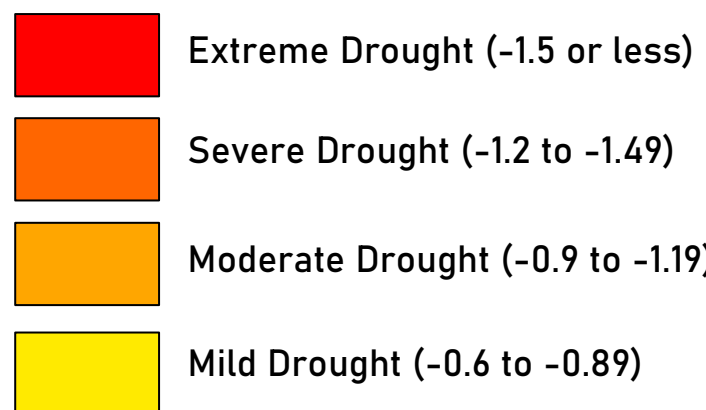 Extreme Drought (-1.5 or less)
Severe Drought (-1.2 to -1.49)
Moderate Drought (-0.9 to -1.19)
Mild Drought (-0.6 to -0.89)